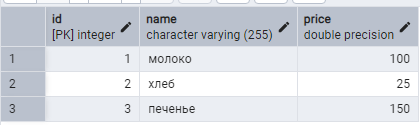 id name price
[PK] integer character varying (255) double precision
1 1 молоко 100
2 2 хлеб 25
3 3 печенье 150